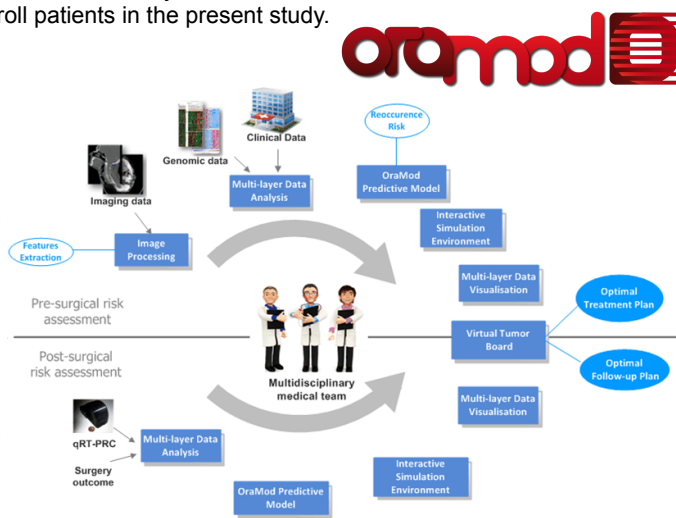 roll patients in the present study.
oramod
Reoccurence
Risk
Clinical Data
Genomic data
OraMod
Predictive Model
Multi-layer Data
Analysis
Imaging data
Interactive
Simulation
Environment
Features
Extraction
Image
Processing
Multi-layer Data
Visualisation
Optimal
Treatment Plan
Pre-surgical risk
assessment
Virtual Tumor
Board
Post-surgical
risk assessment
Optimal
Follow-up Plan
Multidisciplinary
medical team
Multi-layer Data
Visualisation
qRT-PRC
Multi-layer Data
Analysis
Surgery
outcome
Interactive
Simulation
Environment
OraMod Predictive
Model